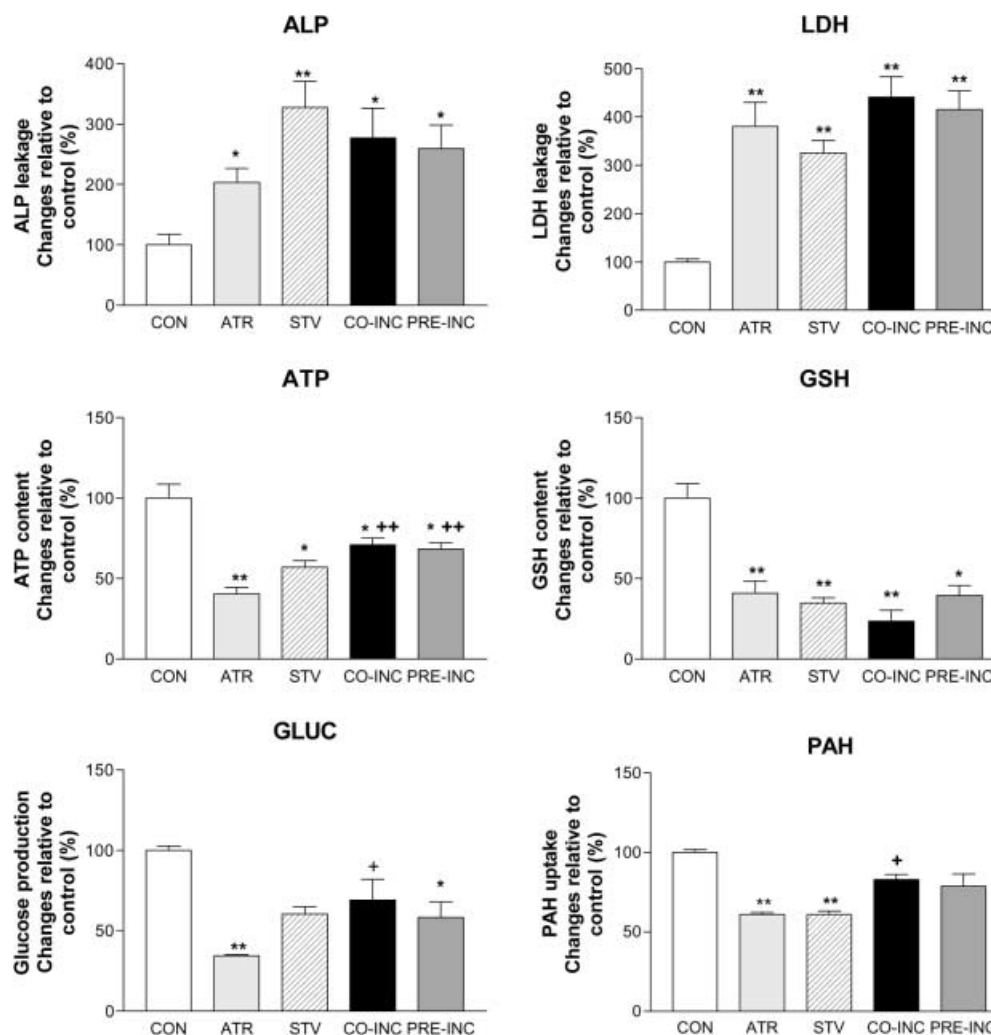 ALP
ALP leakage
Changes relative to
control (%)
400
300
200
100
0
*
**
*
*
CON ATR STV CO-INC PRE-INC
LDH
LDH leakage
Changes relative to
control (%)
500
400
300
200
100
0
**
**
**
**
CON ATR STV CO-INC PRE-INC
ATP
ATP content
Changes relative to
control (%)
150
100
50
0
**
*
* ++
* ++
CON ATR STV CO-INC PRE-INC
GSH
GSH content
Changes relative to
control (%)
150
100
50
0
**
**
**
*
CON ATR STV CO-INC PRE-INC
GLUC
Glucose production
Changes relative to
control (%)
150
100
50
0
**
+
*
CON ATR STV CO-INC PRE-INC
PAH
PAH uptake
Changes relative to
control (%)
150
100
50
0
**
**
+
CON ATR STV CO-INC PRE-INC